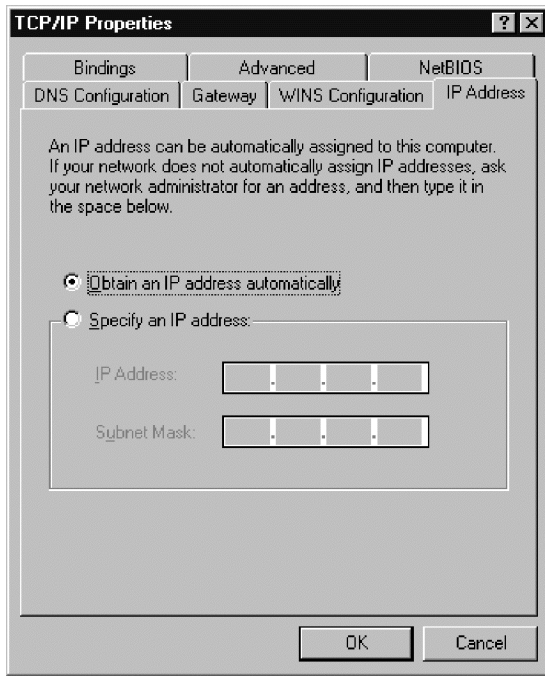 TCP/IP Properties
Bindings
Advanced
NetBIOS
DNS Configuration
Gateway
WINS Configuration
IP Address
An IP address can be automatically assigned to this computer.
If your network does not automatically assign IP addresses, ask
your network administrator for an address, and then type it in
the space below.
Obtain an IP address automatically
Specify an IP address:
IP Address:
Subnet Mask:
OK
Cancel